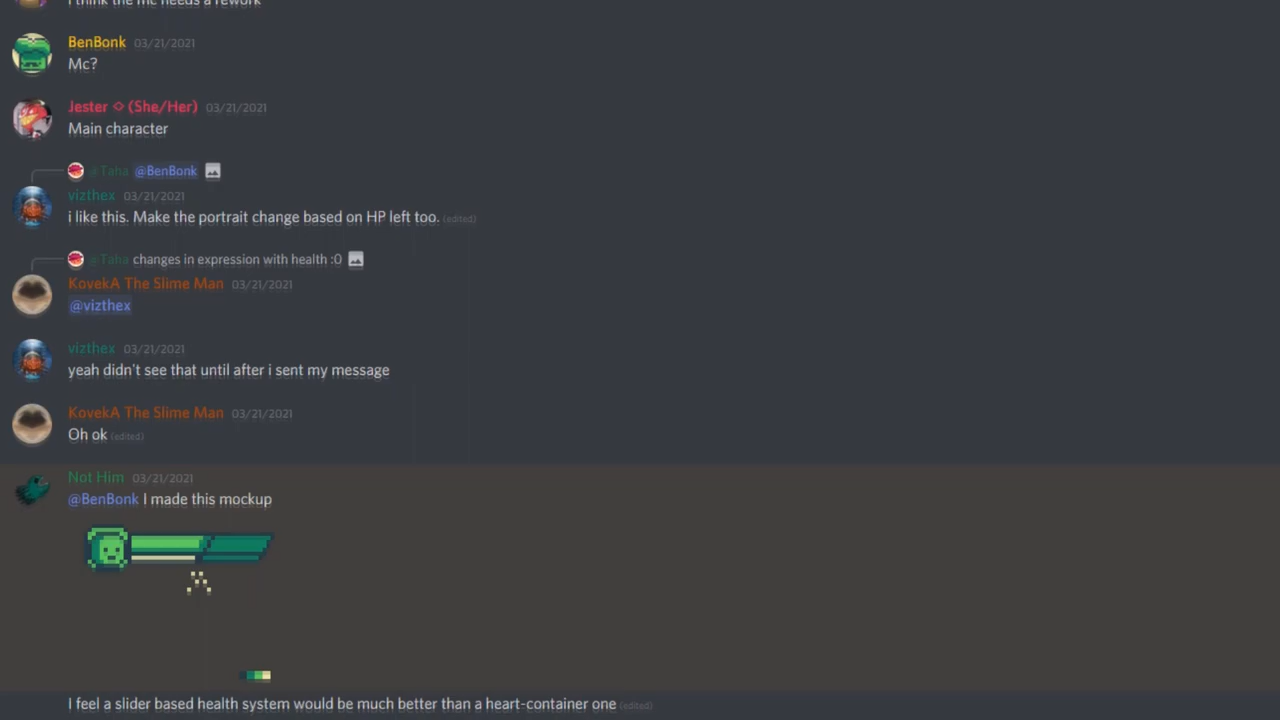 I think the mc needs a rework
BenBonk 03/21/2021
Mc?
Jester ✧ (She/Her) 03/21/2021
Main character
@Taha @BenBonk
vizthex 03/21/2021
i like this. Make the portrait change based on HP left too. (edited)
@Taha changes in expression with health :0
KovekA The Slime Man 03/21/2021
@vizthex
vizthex 03/21/2021
yeah didn't see that until after i sent my message
KovekA The Slime Man 03/21/2021
Oh ok (edited)
Not Him 03/21/2021
@BenBonk I made this mockup
I feel a slider based health system would be much better than a heart-container one (edited)